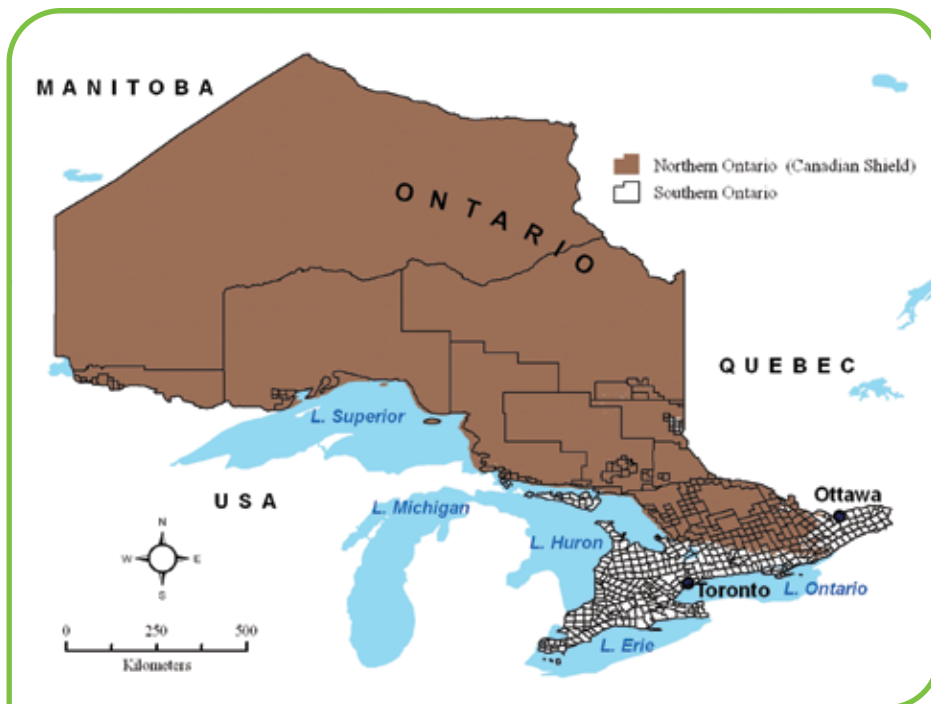 MANITOBA
Northern Ontario (Canadian Shield)
Southern Ontario
ONTARIO
QUEBEC
L. Superior
USA
L. Michigan
Ottawa
L. Huron
N
W E
S
Toronto
L. Ontario
L. Erie
0 250 500
Kilometers